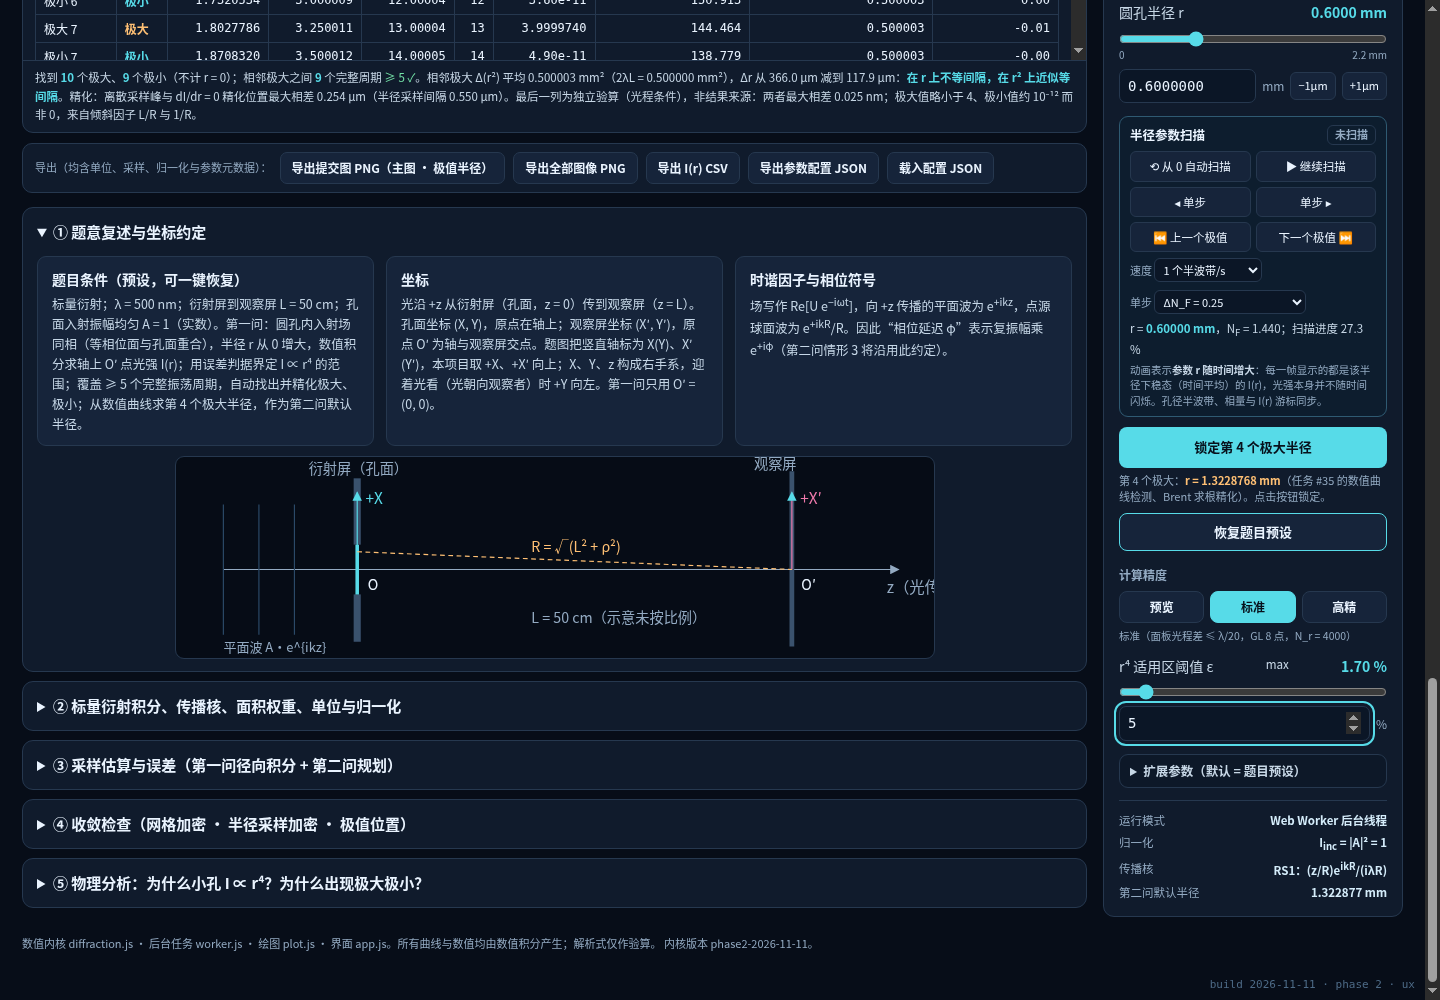 极小 6 极小 1.7320534 3.000009 12.00004 12 3.80e-11 150.915 0.500003 0.00
极大 7 极大 1.8027786 3.250011 13.00004 13 3.9999740 144.464 0.500003 -0.01
极小 7 极小 1.8708320 3.500012 14.00005 14 4.90e-11 138.779 0.500003 -0.00
找到 10 个极大、9 个极小（不计 r = 0）；相邻极大之间 9 个完整周期 ≥ 5 ✓。相邻极大 Δ(r²) 平均 0.500003 mm²（2λL = 0.500000 mm²），Δr 从 366.0 μm 减到 117.9 μm：在 r 上不等间隔，在 r² 上近似等
间隔。精化：离散采样峰与 dI/dr = 0 精化位置最大相差 0.254 μm（半径采样间隔 0.550 μm）。最后一列为独立验算（光程条件），非结果来源：两者最大相差 0.025 nm；极大值略小于 4、极小值约 10⁻¹² 而
非 0，来自倾斜因子 L/R 与 1/R。
导出（均含单位、采样、归一化与参数元数据）：
导出提交图 PNG（主图 · 极值半径）
导出全部图像 PNG
导出 I(r) CSV
导出参数配置 JSON
载入配置 JSON
▼ ① 题意复述与坐标约定
题目条件（预设，可一键恢复）
标量衍射；λ = 500 nm；衍射屏到观察屏 L = 50 cm；孔
面入射振幅均匀 A = 1（实数）。第一问：圆孔内入射场
同相（等相位面与孔面重合），半径 r 从 0 增大，数值积
分求轴上 O′ 点光强 I(r)；用误差判据界定 I ∝ r⁴ 的范
围；覆盖 ≥ 5 个完整振荡周期，自动找出并精化极大、
极小；从数值曲线求第 4 个极大半径，作为第二问默认
半径。
坐标
光沿 +z 从衍射屏（孔面，z = 0）传到观察屏（z = L）。
孔面坐标 (X, Y)，原点在轴上；观察屏坐标 (X′, Y′)，原
点 O′ 为轴与观察屏交点。题图把竖直轴标为 X(Y)、X′
(Y′)，本项目取 +X、+X′ 向上；X、Y、z 构成右手系，迎
着光看（光朝向观察者）时 +Y 向左。第一问只用 O′ =
(0, 0)。
时谐因子与相位符号
场写作 Re[U e^−iωt]，向 +z 传播的平面波为 e^+ikz，点源
球面波为 e^+ikR/R。因此“相位延迟 φ”表示复振幅乘
e^+iφ（第二问情形 3 将沿用此约定）。
衍射屏（孔面）
观察屏
+X
+X′
R = √(L² + ρ²)
O
O′
z（光传
L = 50 cm（示意未按比例）
平面波 A·e^{ikz}
▶ ② 标量衍射积分、传播核、面积权重、单位与归一化
▶ ③ 采样估算与误差（第一问径向积分 + 第二问规划）
▶ ④ 收敛检查（网格加密 · 半径采样加密 · 极值位置）
▶ ⑤ 物理分析：为什么小孔 I ∝ r⁴？为什么出现极大极小？
数值内核 diffraction.js · 后台任务 worker.js · 绘图 plot.js · 界面 app.js。所有曲线与数值均由数值积分产生；解析式仅作验算。 内核版本 phase2-2026-11-11。
圆孔半径 r 0.6000 mm
0 2.2 mm
0.6000000 mm −1μm +1μm
半径参数扫描 未扫描
⟲ 从 0 自动扫描 ▶ 继续扫描
◂ 单步 单步 ▸
⏪ 上一个极值 下一个极值 ⏩
速度 1 个半波带/s
单步 ΔN_F = 0.25
r = 0.60000 mm，N_F = 1.440；扫描进度 27.3
%
动画表示参数 r 随时间增大：每一帧显示的都是该半
径下稳态（时间平均）的 I(r)，光强本身并不随时间
闪烁。孔径半波带、相量与 I(r) 游标同步。
锁定第 4 个极大半径
第 4 个极大：r = 1.3228768 mm（任务 #35 的数值曲
线检测、Brent 求根精化）。点击按钮锁定。
恢复题目预设
计算精度
预览 标准 高精
标准（面板光程差 ≤ λ/20，GL 8 点，N_r = 4000）
r⁴ 适用区阈值 ε max 1.70 %
5 %
▶ 扩展参数（默认 = 题目预设）
运行模式 Web Worker 后台线程
归一化 I_inc = |A|² = 1
传播核 RS1：(z/R)e^ikR/(iλR)
第二问默认半径 1.322877 mm
build 2026-11-11 · phase 2 · ux